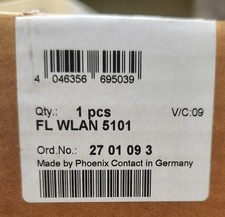 4 046356 695039
Qty.: 1 pcs V/C:09
FL WLAN 5101
Ord.No.: 27 01 09 3
Made by Phoenix Contact in Germany